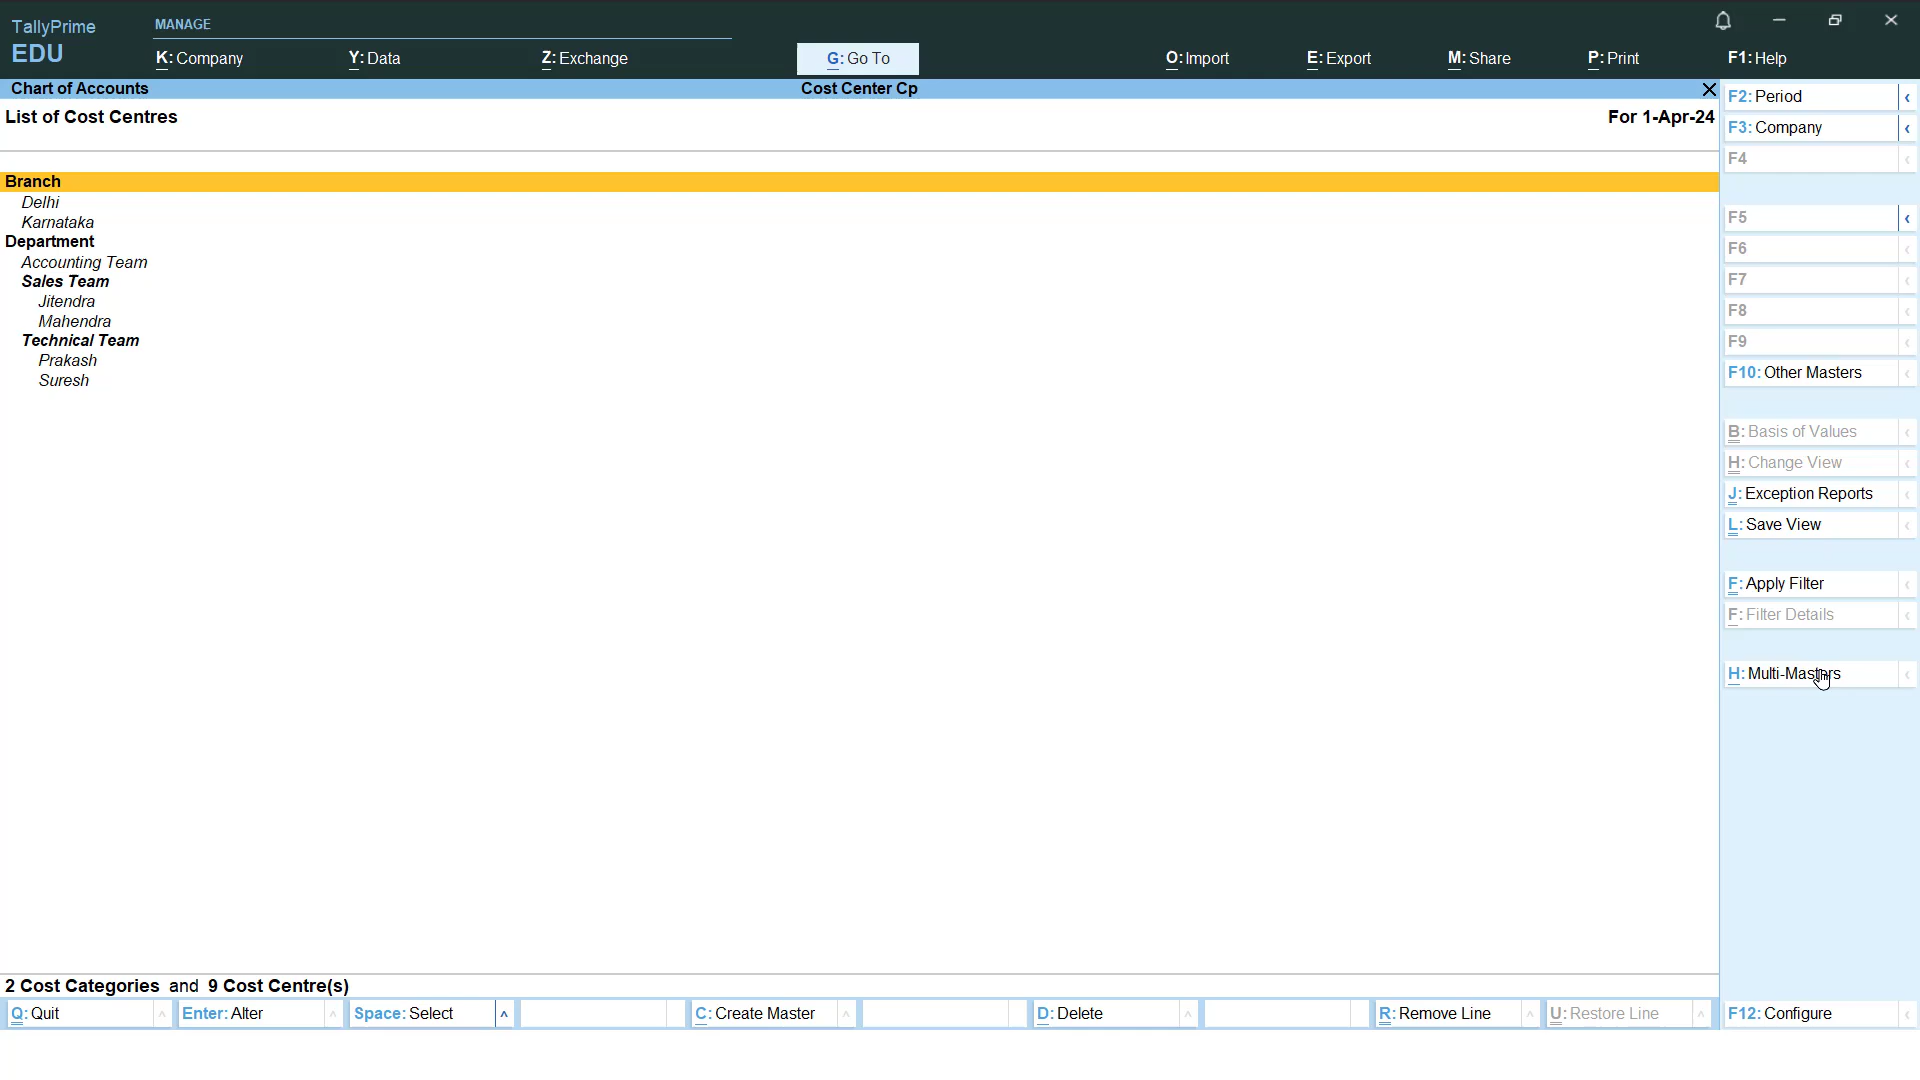 TallyPrime
EDU
MANAGE
K: Company
Y: Data
Z: Exchange
G: Go To
O: Import
E: Export
M: Share
P: Print
F1: Help
Chart of Accounts
Cost Center Cp
List of Cost Centres
For 1-Apr-24
Branch
Delhi
Karnataka
Department
Accounting Team
Sales Team
Jitendra
Mahendra
Technical Team
Prakash
Suresh
2 Cost Categories and 9 Cost Centre(s)
Q: Quit
Enter: Alter
Space: Select
C: Create Master
D: Delete
R: Remove Line
U: Restore Line
F2: Period
F3: Company
F4
F5
F6
F7
F8
F9
F10: Other Masters
B: Basis of Values
H: Change View
J: Exception Reports
L: Save View
F: Apply Filter
F: Filter Details
H: Multi-Masters
F12: Configure